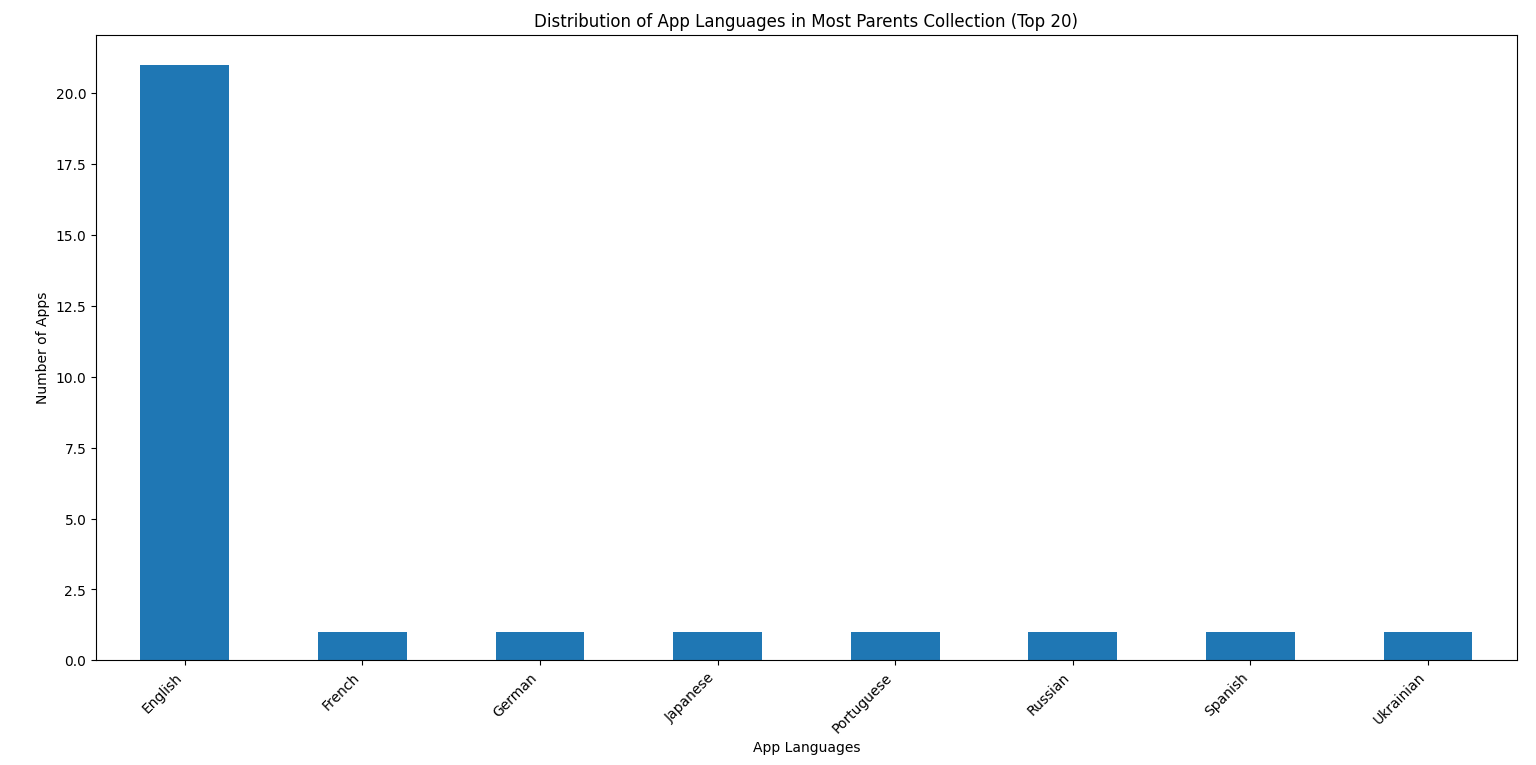 Distribution of App Languages in Most Parents Collection (Top 20)
20.0
17.5
15.0
12.5
10.0
7.5
5.0
2.5
0.0
Number of Apps
English
French
German
Japanese
Portuguese
Russian
Spanish
Ukrainian
App Languages